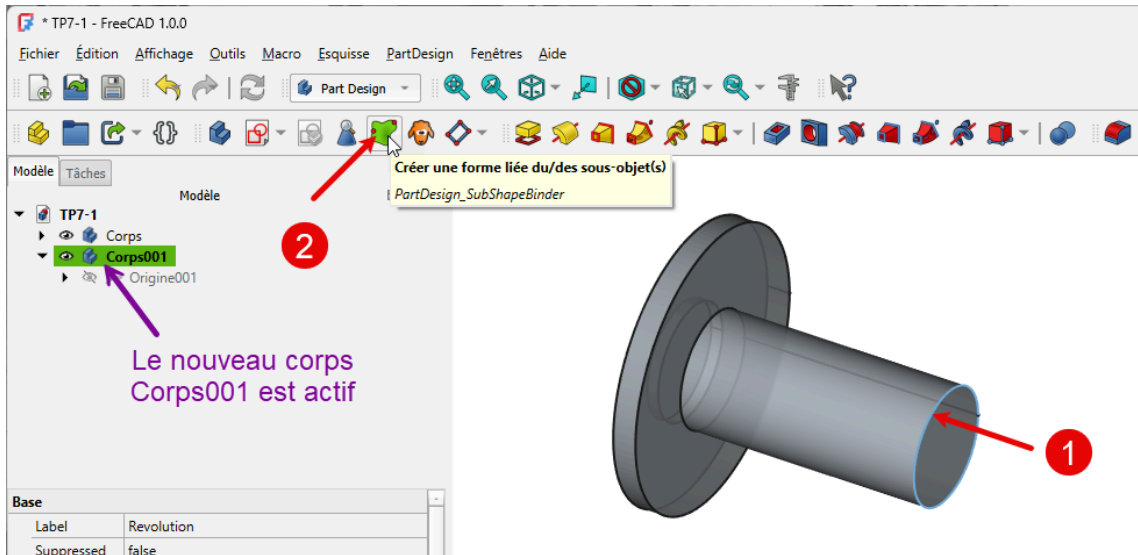 * TP7-1 - FreeCAD 1.0.0
Fichier Édition Affichage Outils Macro Esquisse PartDesign Fenêtres Aide
Part Design
Modèle Tâches
Créer une forme liée du/des sous-objet(s)
PartDesign_SubShapeBinder
Modèle
TP7-1
Corps
2
Corps001
Origine001
Le nouveau corps
Corps001 est actif
1
Base
Label Revolution
Suppressed false